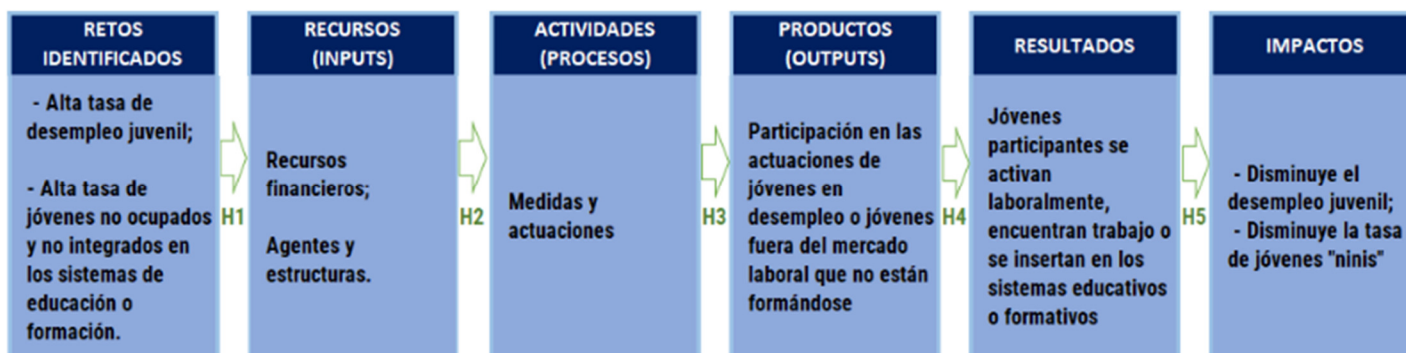 RETOS
IDENTIFICADOS
- Alta tasa de
desempleo juvenil;
- Alta tasa de
jóvenes no ocupados
y no integrados en
los sistemas de
educación o
formación.
H1
RECURSOS
(INPUTS)
Recursos
financieros;
Agentes y
estructuras.
H2
ACTIVIDADES
(PROCESOS)
Medidas y
actuaciones
H3
PRODUCTOS
(OUTPUTS)
Participación en las
actuaciones de
jóvenes en
desempleo o jóvenes
fuera del mercado
laboral que no están
formándose
H4
RESULTADOS
Jóvenes
participantes se
activan
laboralmente,
encuentran trabajo o
se insertan en los
sistemas educativos
o formativos
H5
IMPACTOS
- Disminuye el
desempleo juvenil;
- Disminuye la tasa
de jóvenes "ninis"